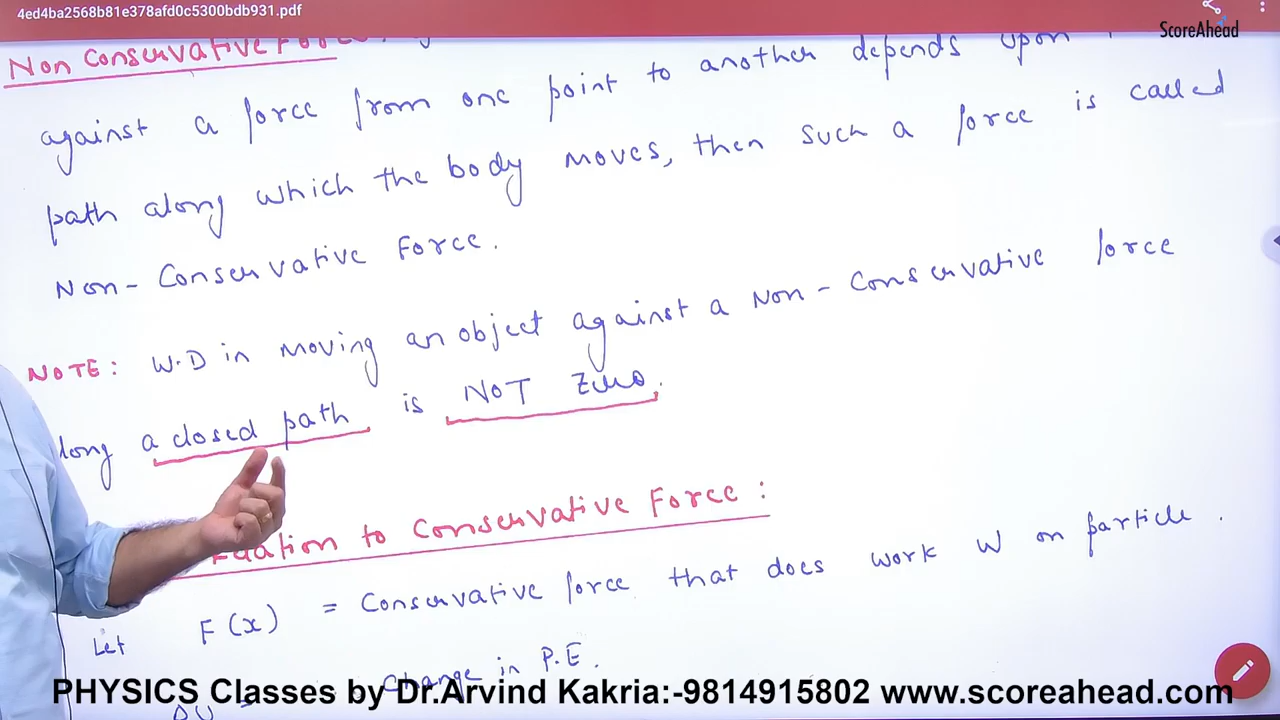 4ed4ba2568b81e378afd0c5300bdb931.pdf
ScoreAhead
Non Conservative Force:
against a force from one point to another depends upon
path along which the body moves, then such a force is called
Non-Conservative Force.
NOTE: W.D in moving an object against a Non-Conservative force
long a closed path is NOT Zero.
to Conservative Force:
Let F(x) = Conservative force that does work W on particle.
ΔU = change in P.E.
PHYSICS Classes by Dr.Arvind Kakria:-9814915802 www.scoreahead.com